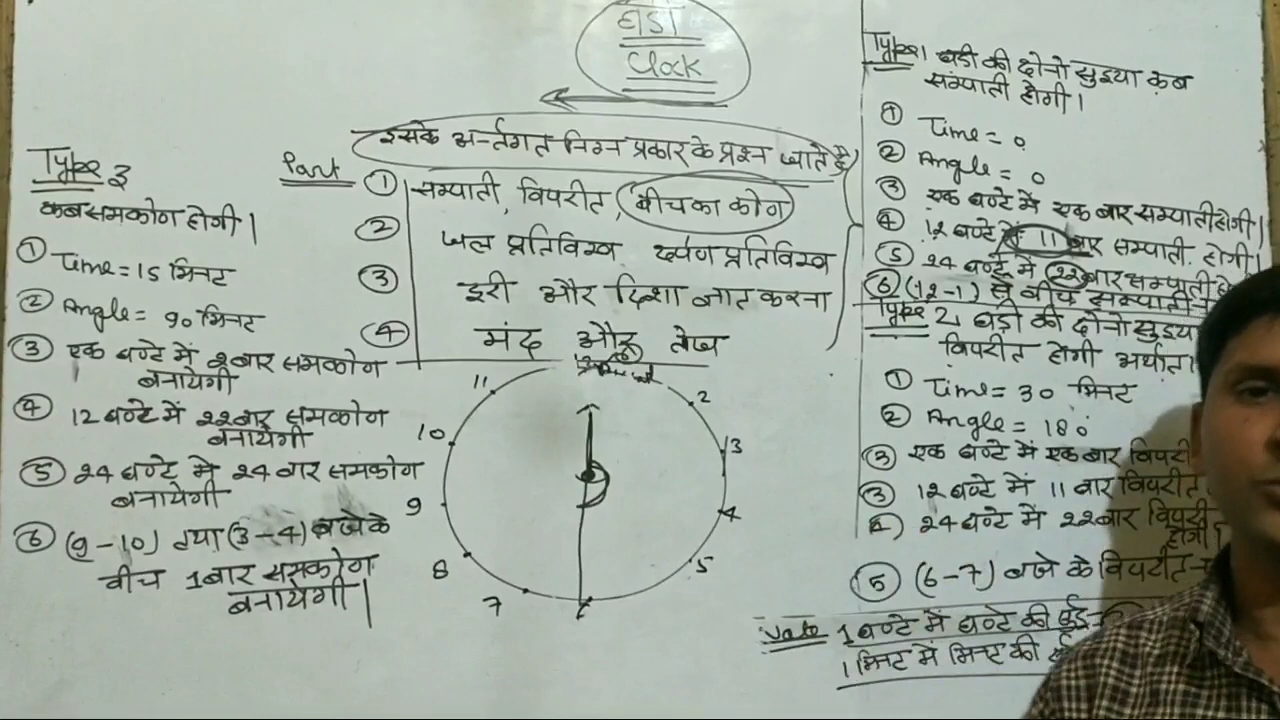 घडी
Clock
इसके अर्न्तगत निम्न प्रकार के प्रश्न आते है
Part ① सम्पाती, विपरीत, बीच का कोण
② जल प्रतिविम्व दर्पण प्रतिविम्व
③ दूरी और दिशा ज्ञात करना
④ मंद और तेज
Type 3
कब समकोण होगी।
① Time = 15 मिनट
② Angle = 90 मिनट
③ एक घण्टे में 2 बार समकोण
बनायेगी
④ 12 घण्टे में 22 बार समकोण
बनायेगी
⑤ 24 घण्टे में 24 बार समकोण
बनायेगी
⑥ (9-10) तथा (3-4) बजे के
बीच 1 बार समकोण
बनायेगी।
11
10
9
8
7
2
3
4
5
Type 1 घडी की दोनो सुइया कब
सम्पाती होगी।
① Time = 0
② Angle = 0
③ एक घण्टे में एक बार सम्पाती होगी।
④ 12 घण्टे में 11 बार सम्पाती होगी।
⑤ 24 घण्टे में 22 बार सम्पाती
⑥ (12-1) के बीच सम्पाती
Type 2 घडी की दोनो सुइया
विपरीत होगी अर्थात।
① Time = 30 मिनट
② Angle = 180
③ एक घण्टे में एक बार
③ 12 घण्टे में 11 बार विपरीत
④ 24 घण्टे में 22 बार
होगी।
⑤ (6-7) बजे के विपरीत
Note 1 घण्टे में घण्टे की सुई
1 मिनट में मिनट की